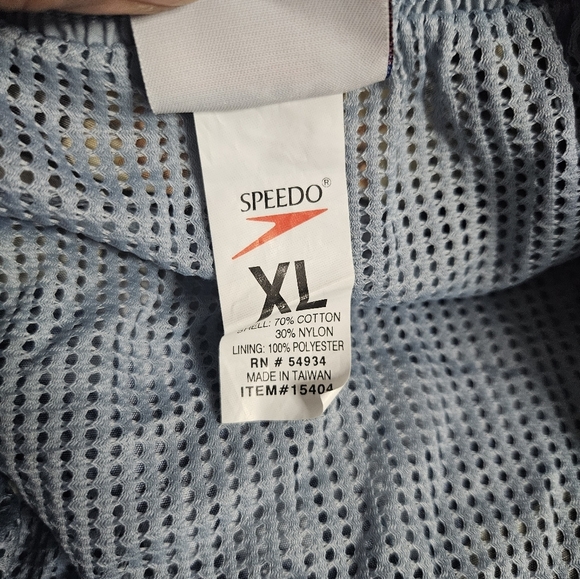 SPEEDO®
XL
SHELL: 70% COTTON
30% NYLON
LINING: 100% POLYESTER
RN # 54934
MADE IN TAIWAN
ITEM#15404